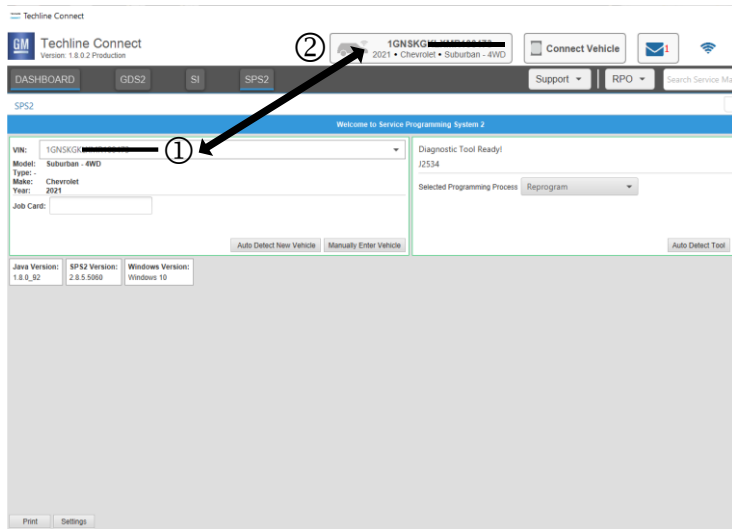 Techline Connect
GM
Techline Connect
Version: 1.8.0.2 Production
②
1GNSKG
2021 • Chevrolet • Suburban - 4WD
Connect Vehicle
1
DASHBOARD
GDS2
SI
SPS2
Support
RPO
Search Service Ma
SPS2
Welcome to Service Programming System 2
VIN:
1GNSKGK
①
Model: Suburban - 4WD
Type: -
Make: Chevrolet
Year: 2021
Job Card:
Auto Detect New Vehicle
Manually Enter Vehicle
Diagnostic Tool Ready!
J2534
Selected Programming Process
Reprogram
Auto Detect Tool
Java Version:
1.8.0_92
SPS2 Version:
2.8.5.5060
Windows Version:
Windows 10
Print
Settings